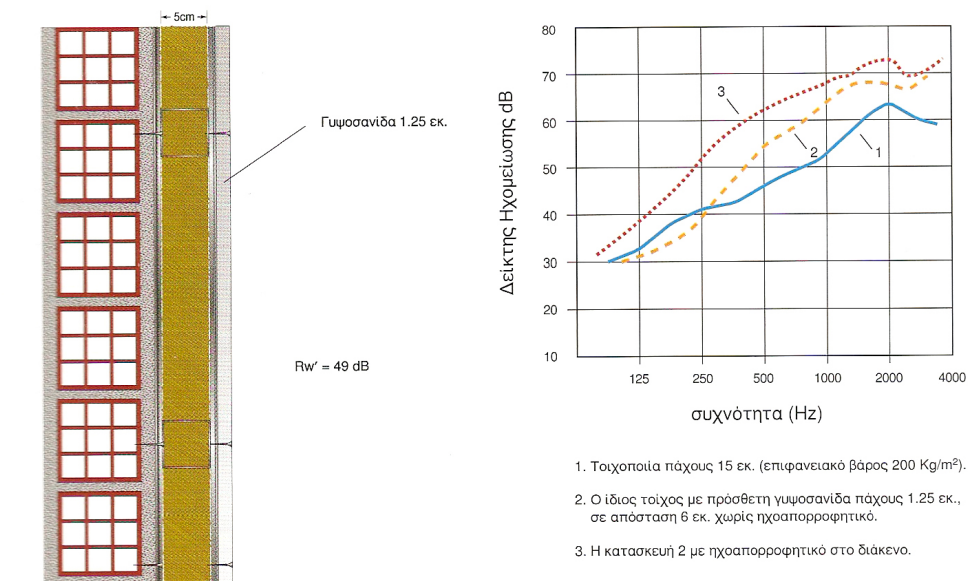 5cm
Γυψοσανίδα 1.25 εκ.
Rw′ = 49 dB
Δείκτης Ηχομείωσης dB
80
70
60
50
40
30
20
10
3
2
1
125 250 500 1000 2000 4000
συχνότητα (Hz)
1. Τοιχοποιία πάχους 15 εκ. (επιφανειακό βάρος 200 Kg/m²).
2. Ο ίδιος τοίχος με πρόσθετη γυψοσανίδα πάχους 1.25 εκ.,
σε απόσταση 6 εκ. χωρίς ηχοαπορροφητικό.
3. Η κατασκευή 2 με ηχοαπορροφητικό στο διάκενο.